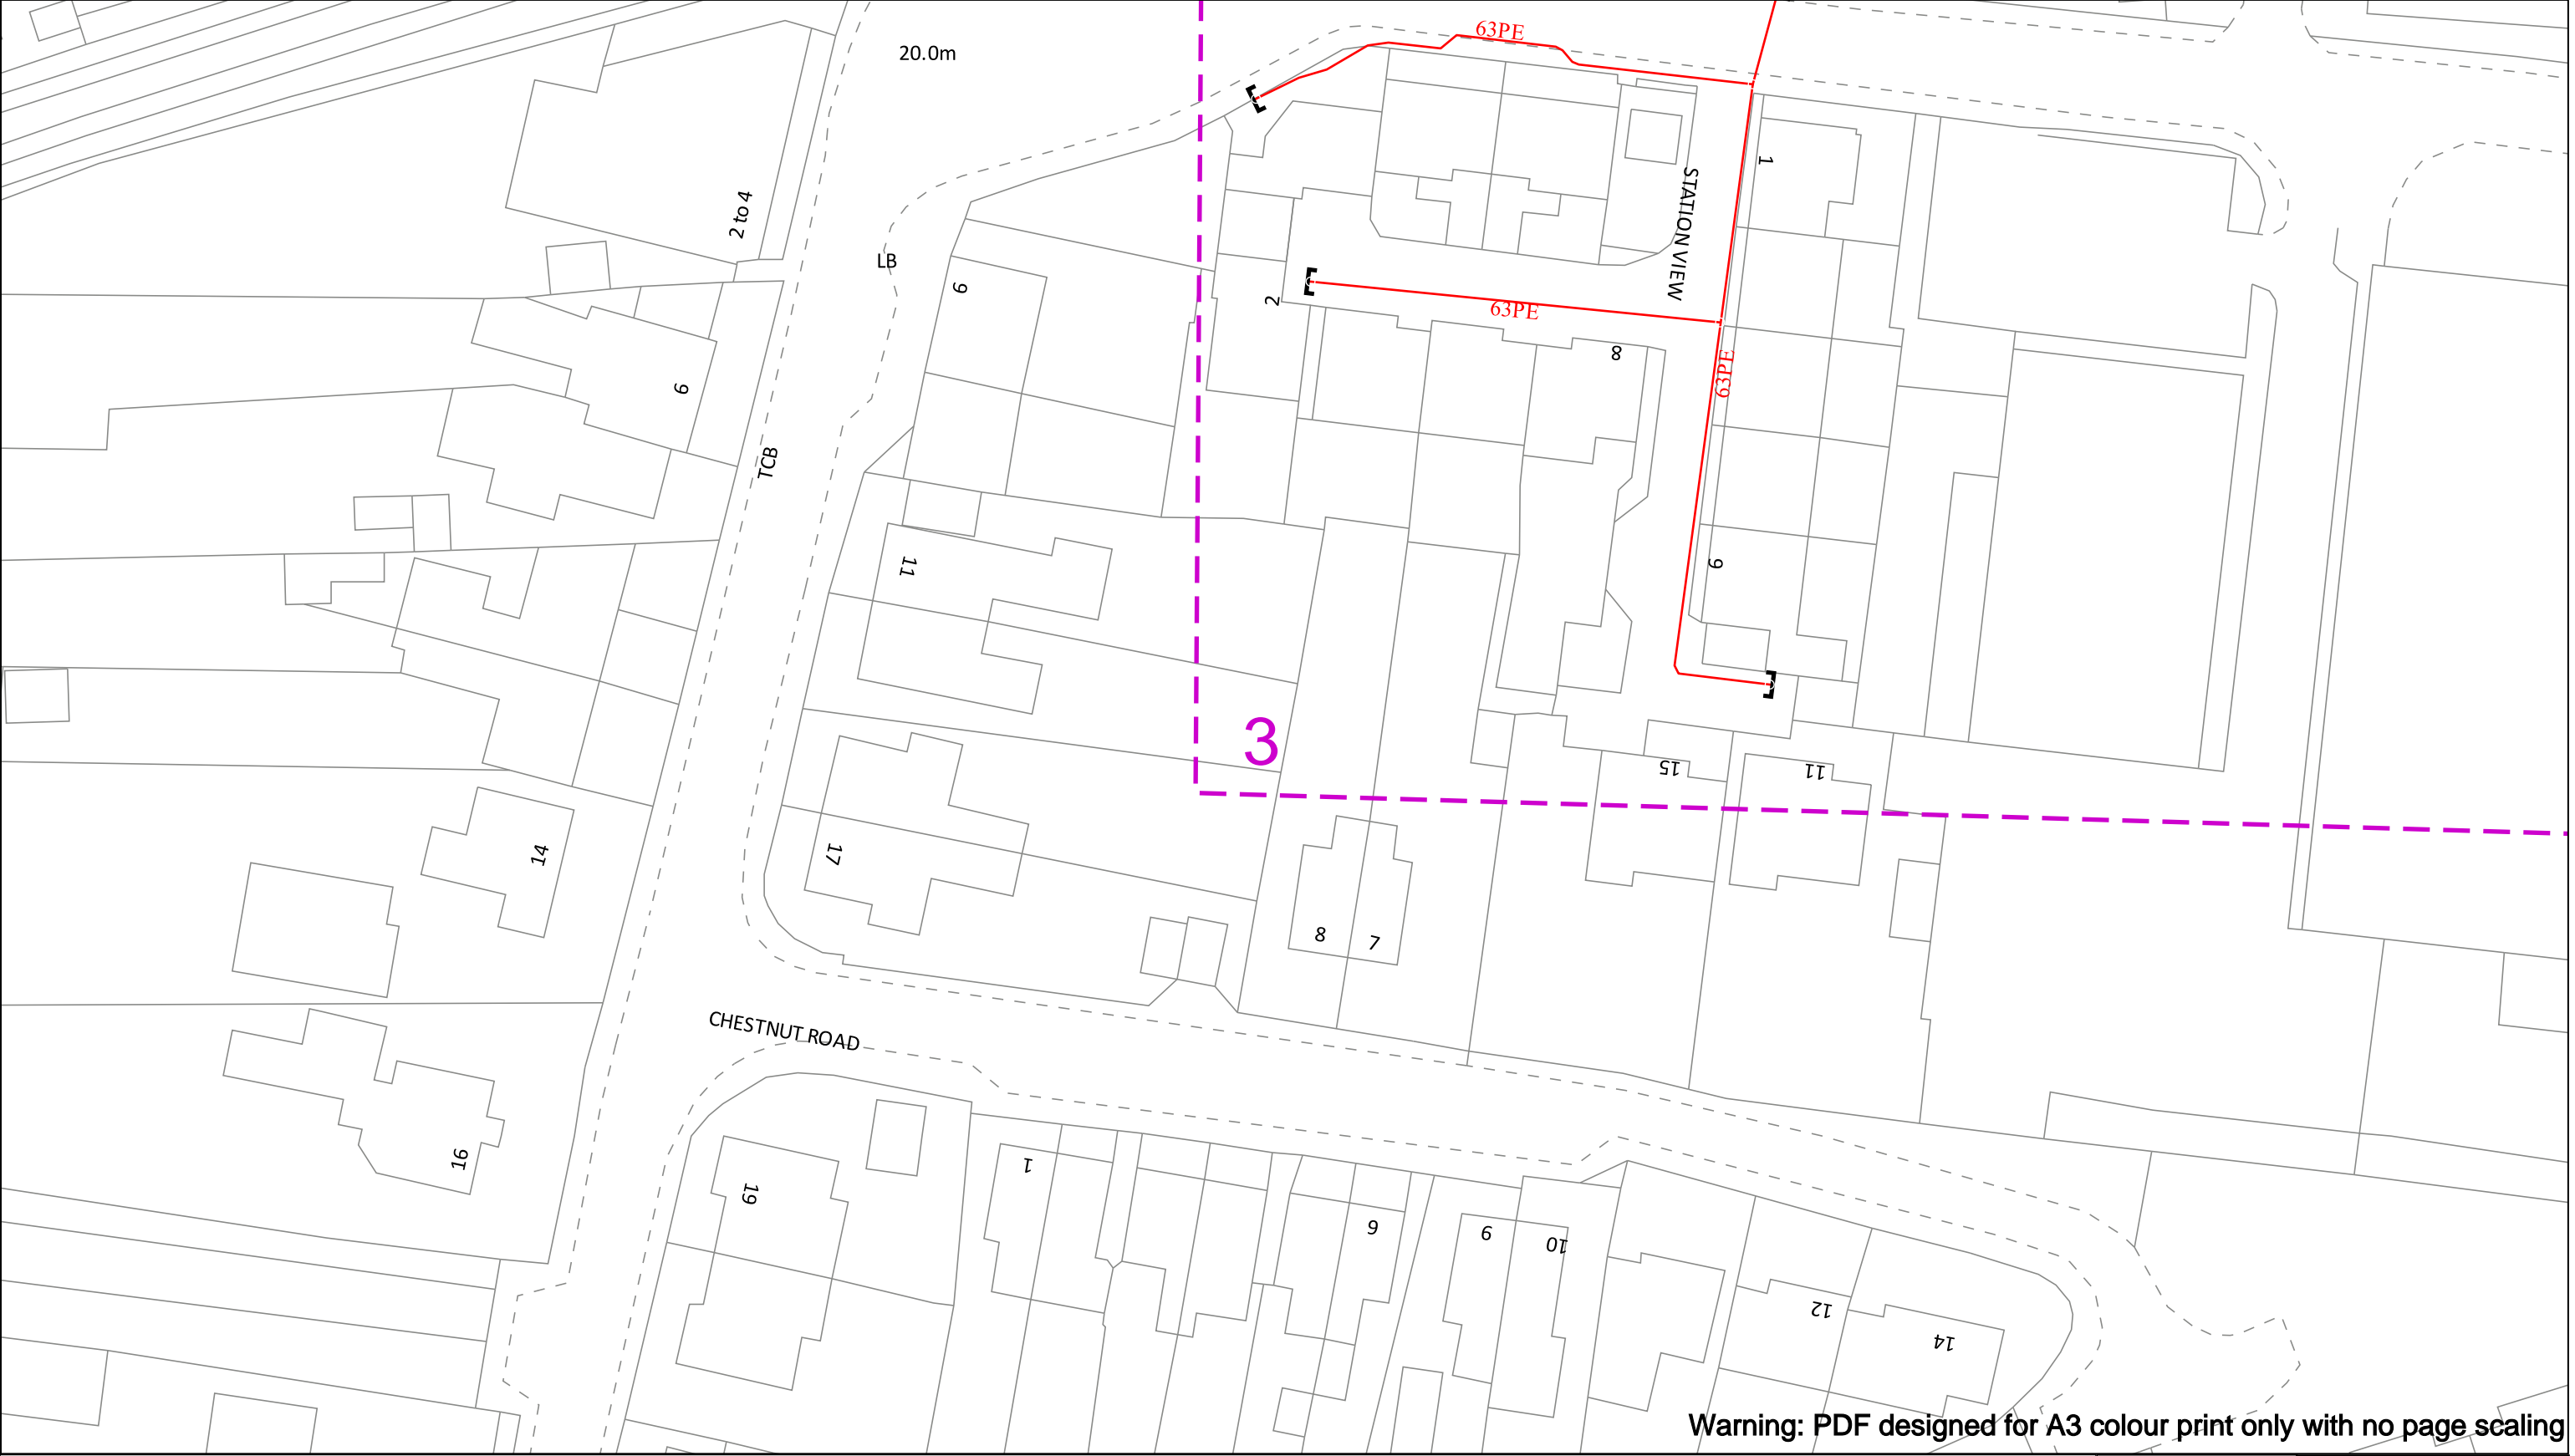 63PE
20.0m
1
2 to 4
STATION VIEW
LB
6
2
63PE
8
63PE
6
TCB
11
9
3
15
11
17
14
8
7
CHESTNUT ROAD
16
1
19
6
9
10
12
14
Warning: PDF designed for A3 colour print only with no page scaling